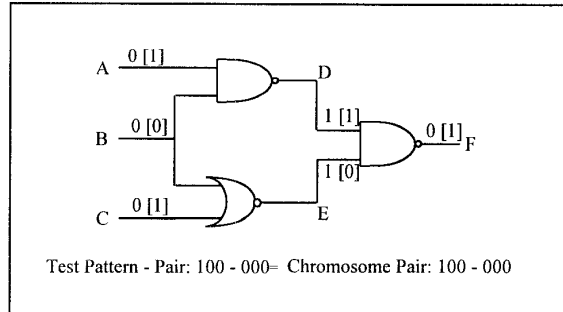 0 [1]
A
D
1 [1]
0 [0]
B
0 [1]
F
1 [0]
0 [1]
C
E
Test Pattern - Pair: 100 - 000= Chromosome Pair: 100 - 000